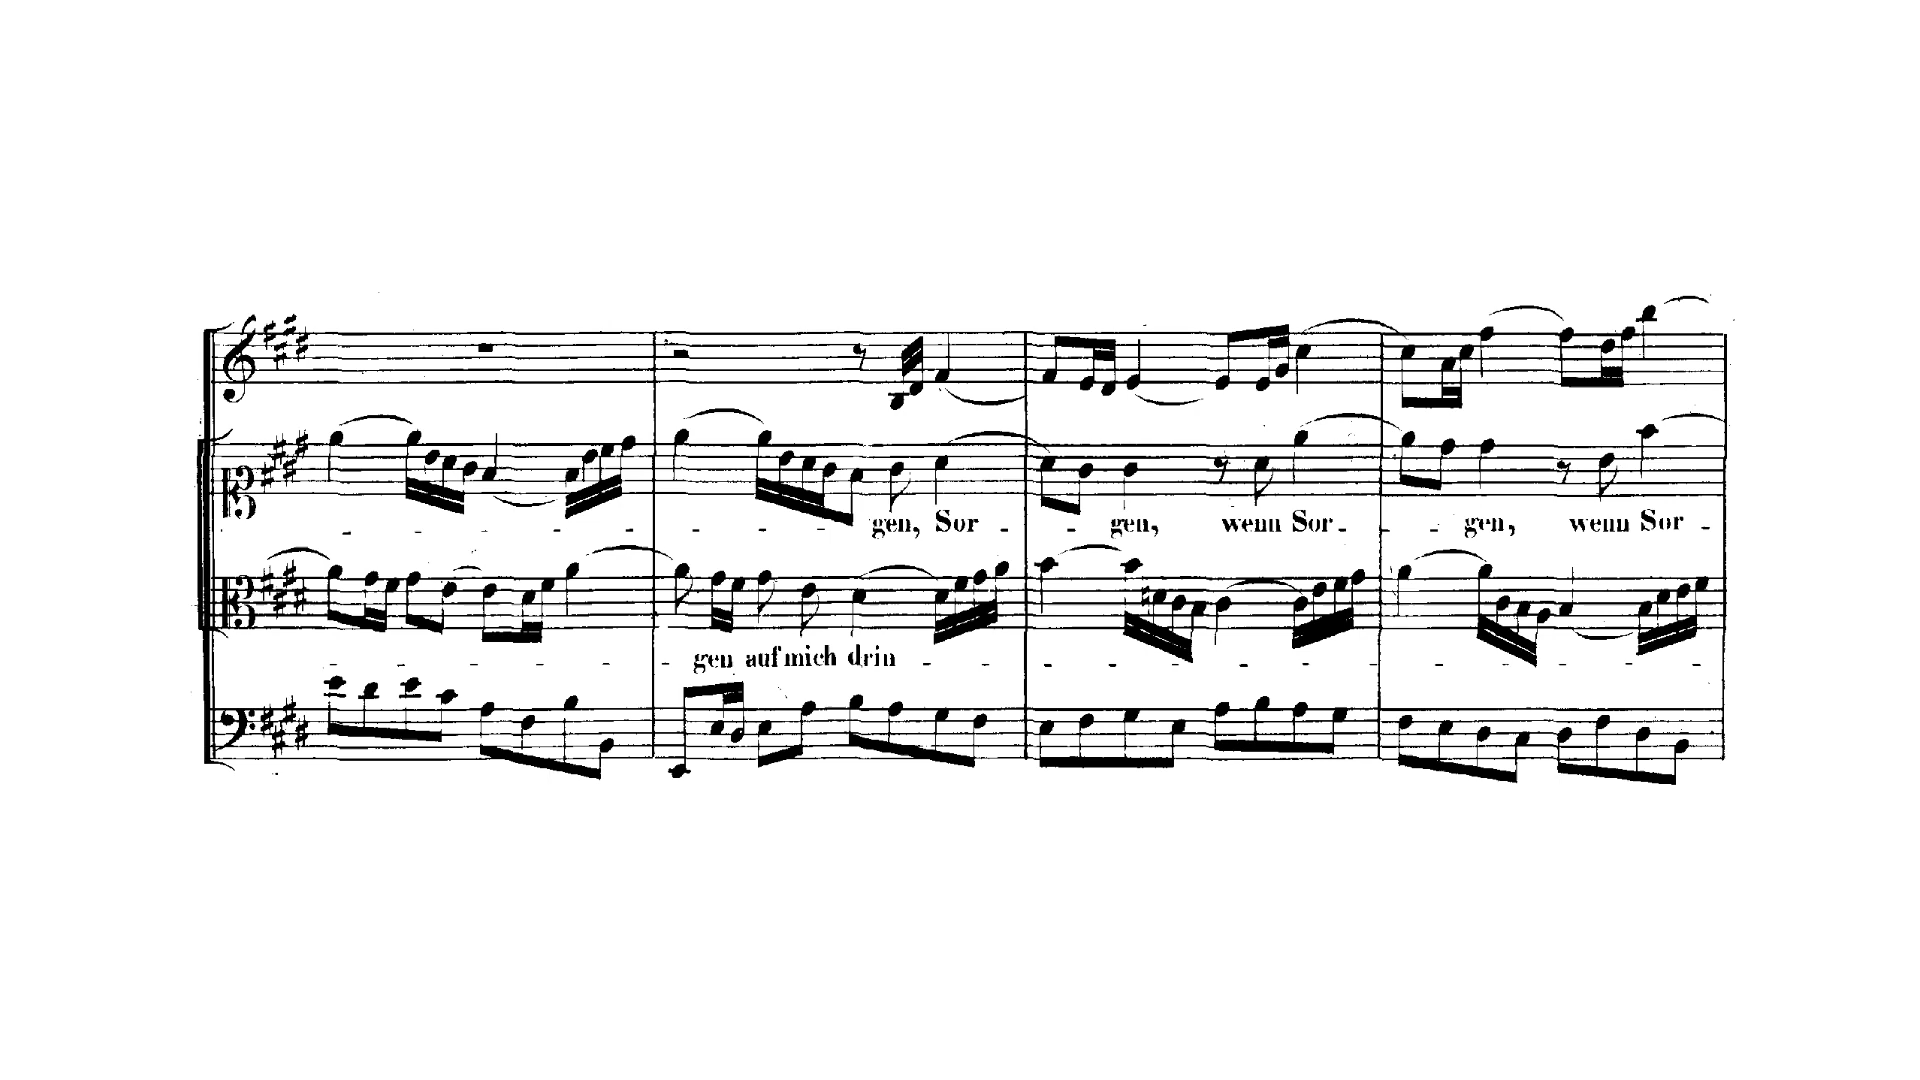 - - - - - - - gen, Sor - - gen, wenn Sor - - gen, wenn Sor -
- - - - - - gen auf mich drin - - - - - - - - - - -